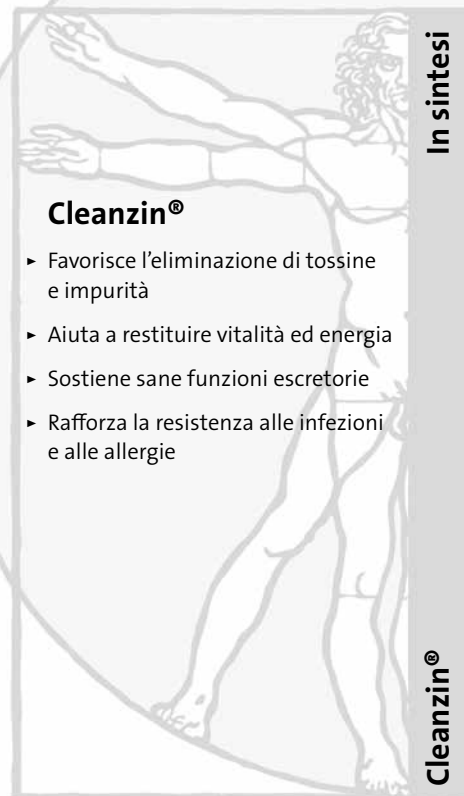 In sintesi
Cleanzin®
► Favorisce l’eliminazione di tossine
e impurità
► Aiuta a restituire vitalità ed energia
► Sostiene sane funzioni escretorie
► Rafforza la resistenza alle infezioni
e alle allergie
Cleanzin®